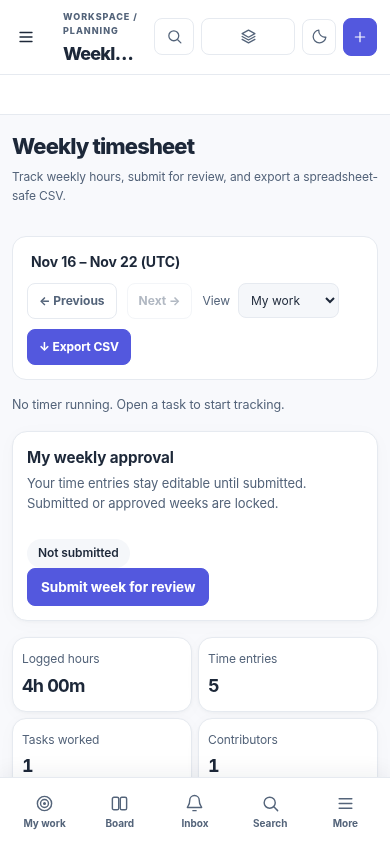 WORKSPACE /
PLANNING
Weekl...
Weekly timesheet
Track weekly hours, submit for review, and export a spreadsheet-
safe CSV.
Nov 16 – Nov 22 (UTC)
← Previous
Next →
View
My work
↓ Export CSV
No timer running. Open a task to start tracking.
My weekly approval
Your time entries stay editable until submitted.
Submitted or approved weeks are locked.
Not submitted
Submit week for review
Logged hours
4h 00m
Time entries
5
Tasks worked
1
Contributors
1
My work
Board
Inbox
Search
More